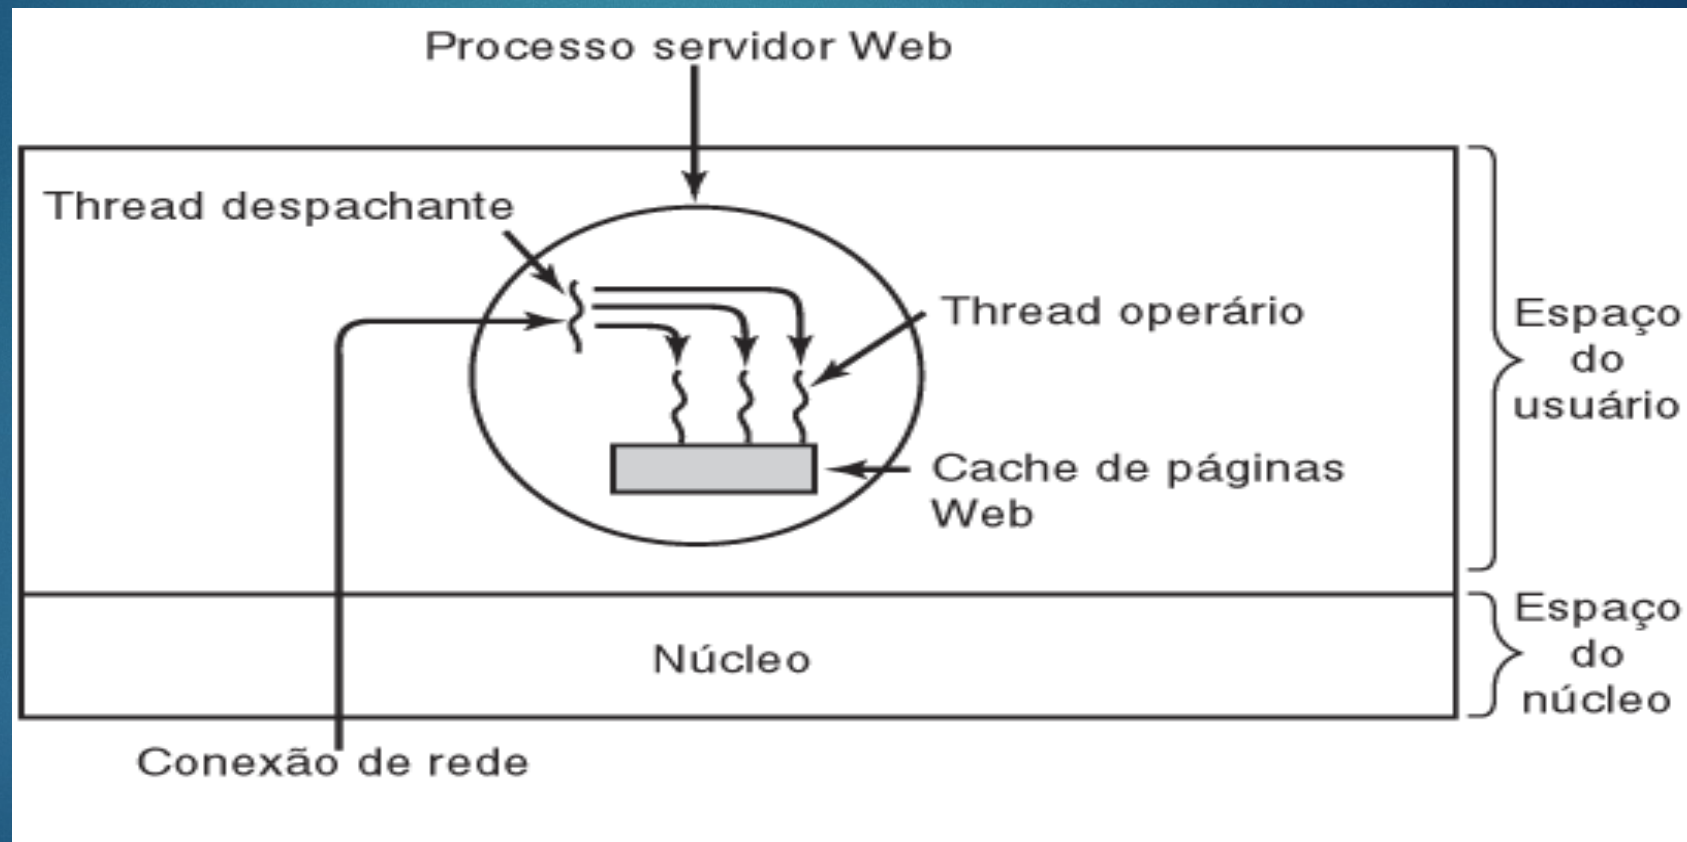 Processo servidor Web
Thread despachante
Thread operário
Espaço
do
usuário
Cache de páginas
Web
Núcleo
Espaço
do
núcleo
Conexão de rede